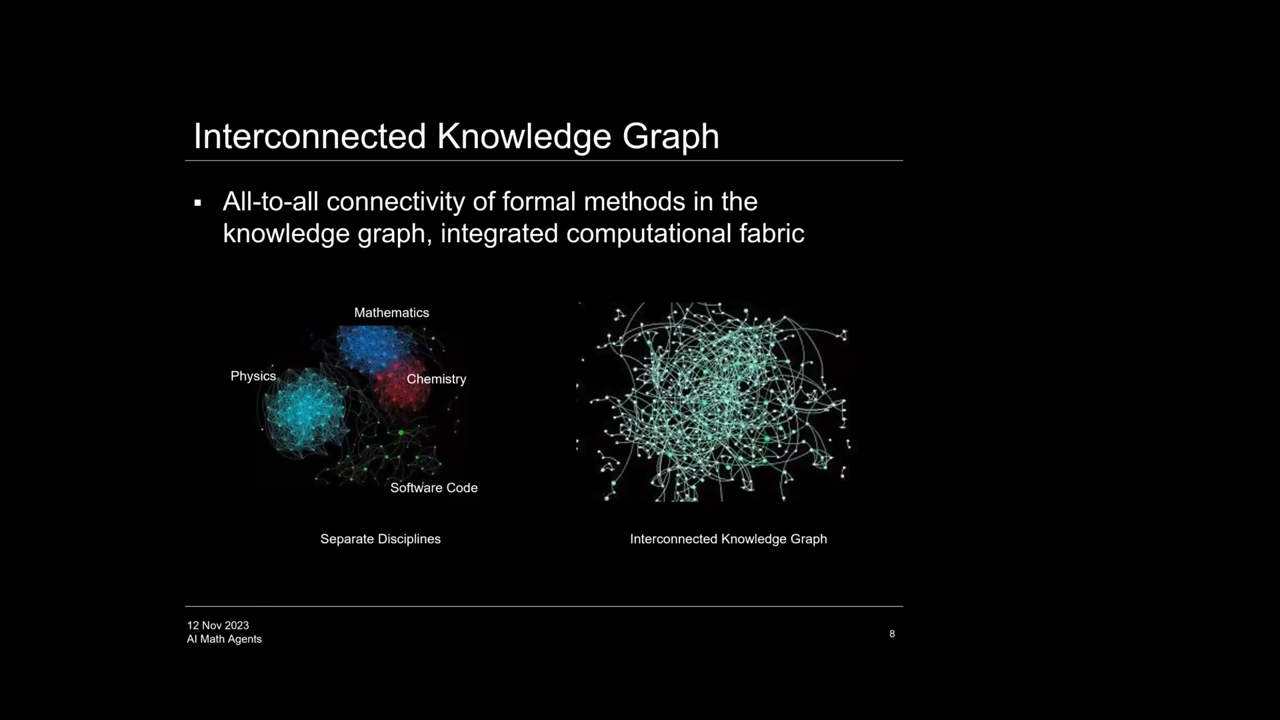 Interconnected Knowledge Graph
▪ All-to-all connectivity of formal methods in the
knowledge graph, integrated computational fabric
Mathematics
Physics
Chemistry
Software Code
Separate Disciplines
Interconnected Knowledge Graph
12 Nov 2023
AI Math Agents
8